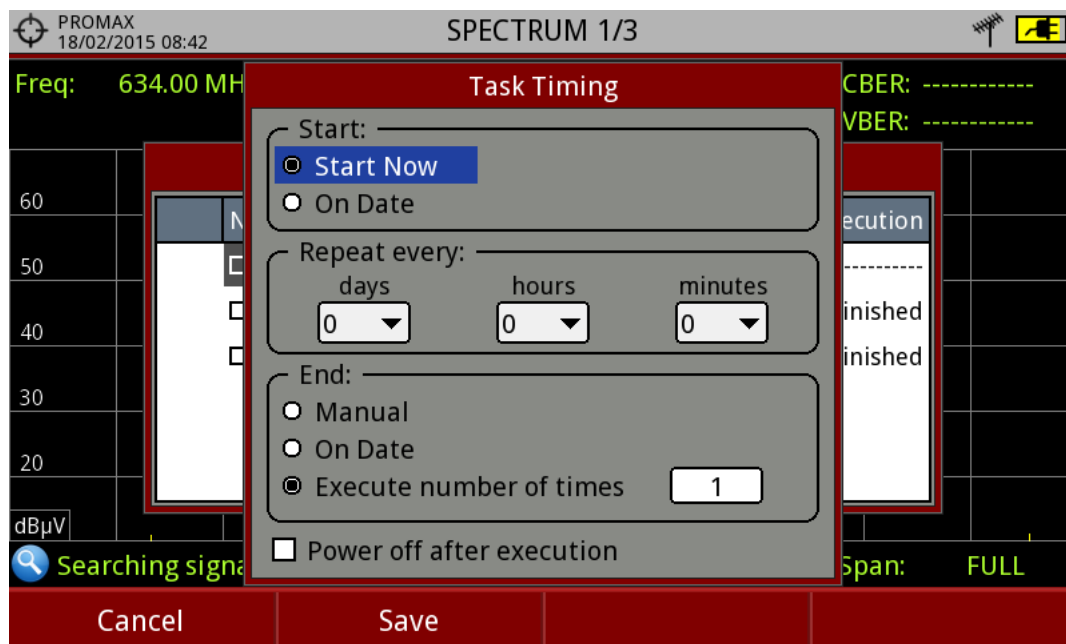 PROMAX
18/02/2015 08:42
SPECTRUM 1/3
Freq: 634.00 MH
CBER: ------------
VBER: ------------
Task Timing
Start:
Start Now
On Date
Repeat every:
days hours minutes
0 0 0
End:
Manual
On Date
Execute number of times 1
Power off after execution
N
ecution
----------
inished
inished
60
50
40
30
20
dBµV
Searching signa
Span: FULL
Cancel Save